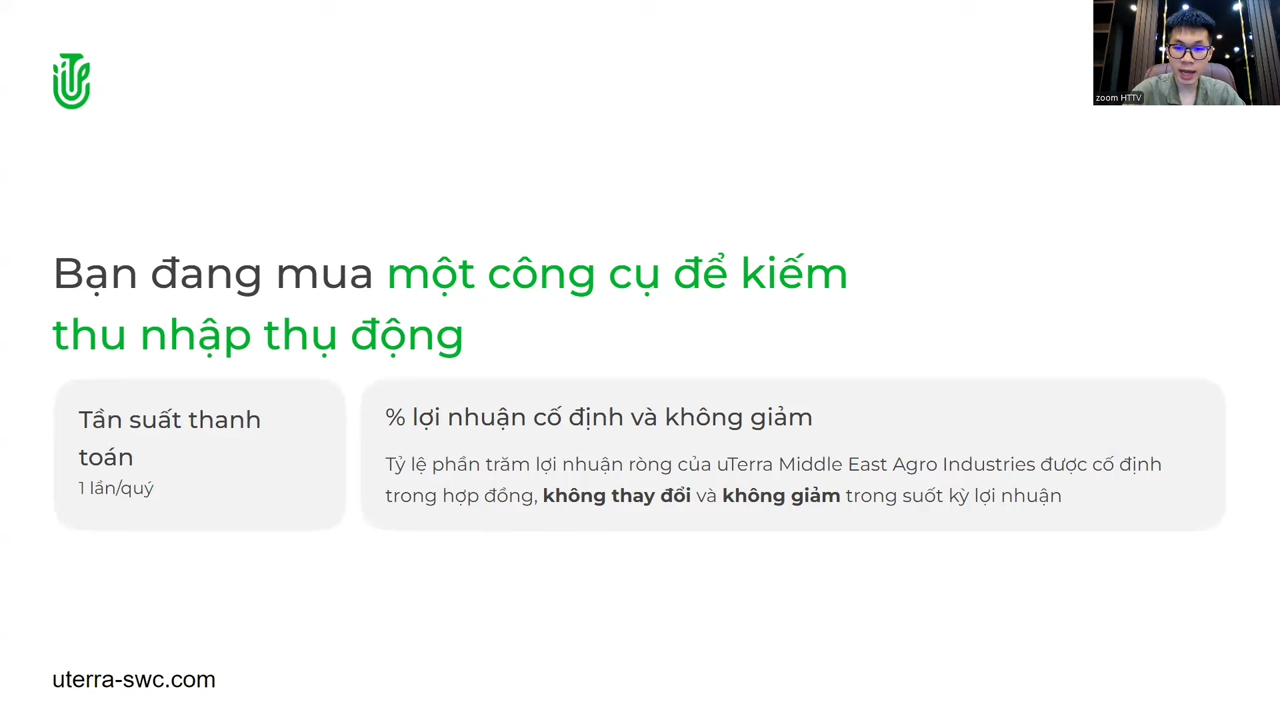 zoom HTTV
Bạn đang mua một công cụ để kiếm
thu nhập thụ động
Tần suất thanh
toán
1 lần/quý
% lợi nhuận cố định và không giảm
Tỷ lệ phần trăm lợi nhuận ròng của uTerra Middle East Agro Industries được cố định
trong hợp đồng, không thay đổi và không giảm trong suốt kỳ lợi nhuận
uterra-swc.com